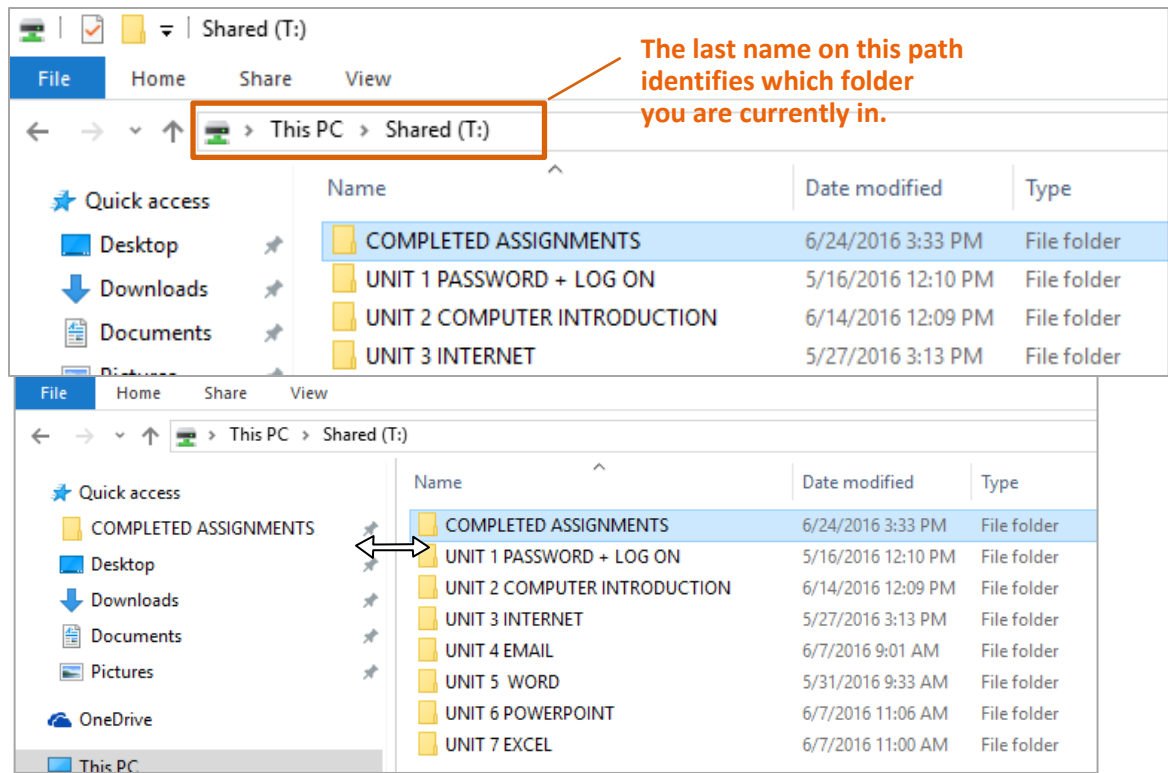 Shared (T:)
File Home Share View
The last name on this path
identifies which folder
you are currently in.
This PC > Shared (T:)
Name Date modified Type
Quick access
Desktop
Downloads
Documents
Pictures
COMPLETED ASSIGNMENTS 6/24/2016 3:33 PM File folder
UNIT 1 PASSWORD + LOG ON 5/16/2016 12:10 PM File folder
UNIT 2 COMPUTER INTRODUCTION 6/14/2016 12:09 PM File folder
UNIT 3 INTERNET 5/27/2016 3:13 PM File folder
File Home Share View
This PC > Shared (T:)
Quick access
COMPLETED ASSIGNMENTS
Desktop
Downloads
Documents
Pictures
OneDrive
This PC
Name Date modified Type
COMPLETED ASSIGNMENTS 6/24/2016 3:33 PM File folder
UNIT 1 PASSWORD + LOG ON 5/16/2016 12:10 PM File folder
UNIT 2 COMPUTER INTRODUCTION 6/14/2016 12:09 PM File folder
UNIT 3 INTERNET 5/27/2016 3:13 PM File folder
UNIT 4 EMAIL 6/7/2016 9:01 AM File folder
UNIT 5  WORD 5/31/2016 9:33 AM File folder
UNIT 6 POWERPOINT 6/7/2016 11:06 AM File folder
UNIT 7 EXCEL 6/7/2016 11:00 AM File folder